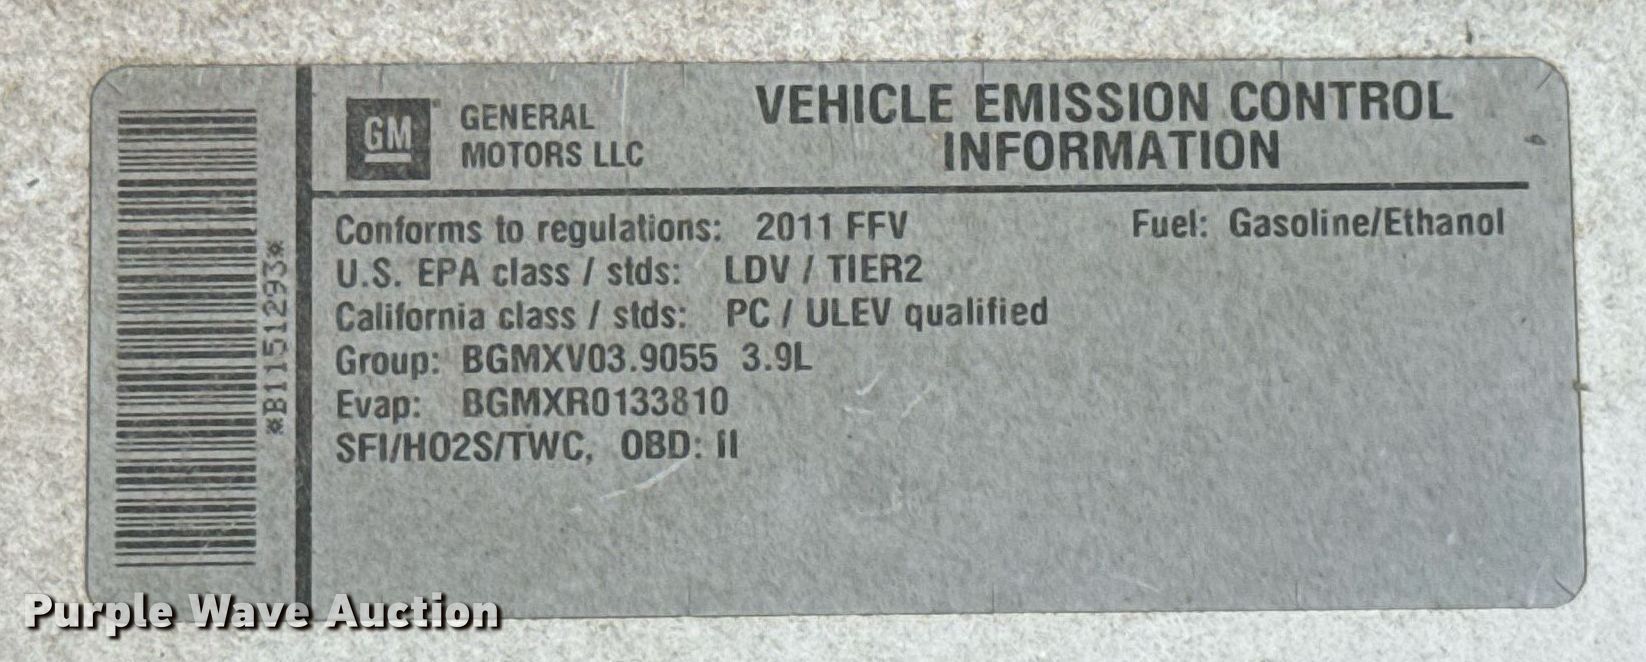 GM
GENERAL
MOTORS LLC
VEHICLE EMISSION CONTROL
INFORMATION
Conforms to regulations: 2011 FFV Fuel: Gasoline/Ethanol
U.S. EPA class / stds: LDV / TIER2
California class / stds: PC / ULEV qualified
Group: BGMXV03.9055 3.9L
Evap: BGMXR0133810
SFI/HO2S/TWC, OBD: II
*B1151293*
Purple Wave Auction